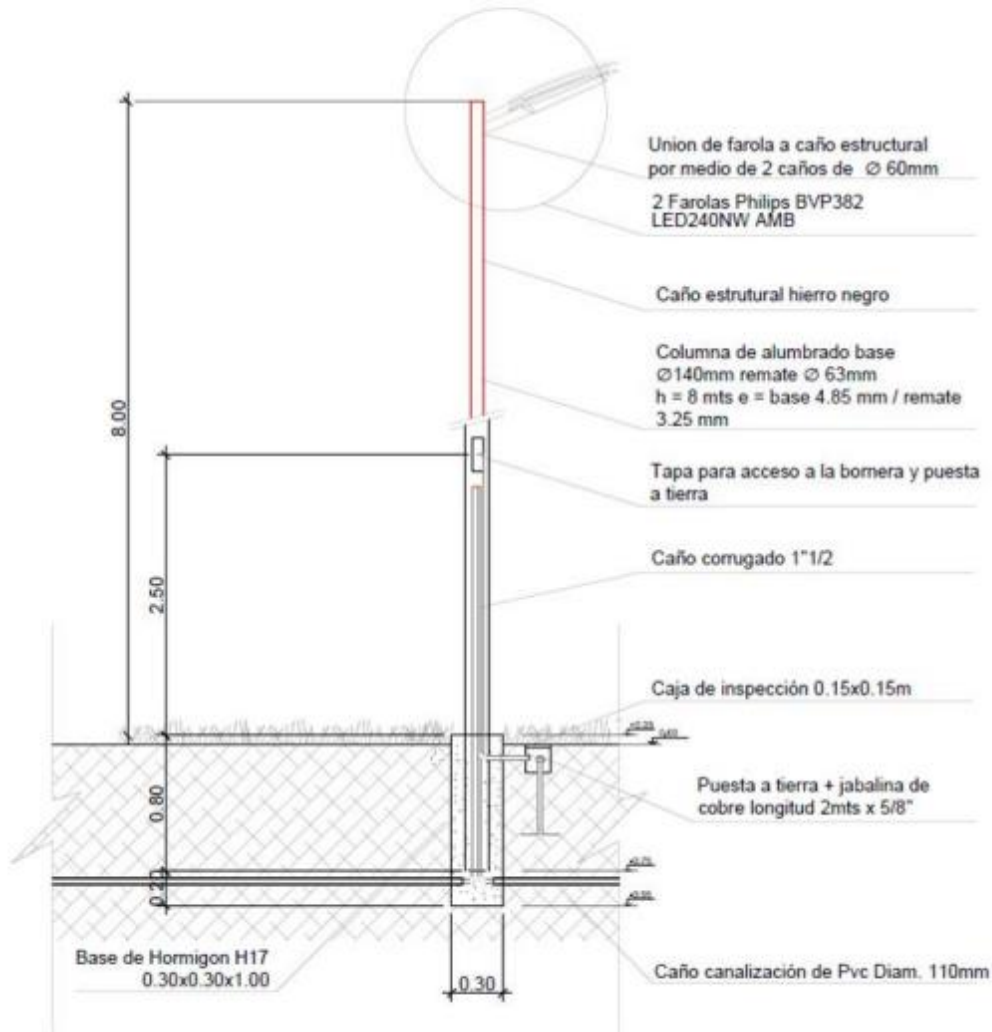 Union de farola a caño estructural
por medio de 2 caños de Ø 60mm
2 Farolas Philips BVP382
LED240NW AMB
Caño estrutural hierro negro
Columna de alumbrado base
Ø140mm remate Ø 63mm
h = 8 mts e = base 4.85 mm / remate
3.25 mm
8.00
Tapa para acceso a la bornera y puesta
a tierra
Caño corrugado 1"1/2
2.50
Caja de inspección 0.15x0.15m
Puesta a tierra + jabalina de
cobre longitud 2mts x 5/8"
0.80
0.20
Base de Hormigon H17
0.30x0.30x1.00
0.30
Caño canalización de Pvc Diam. 110mm